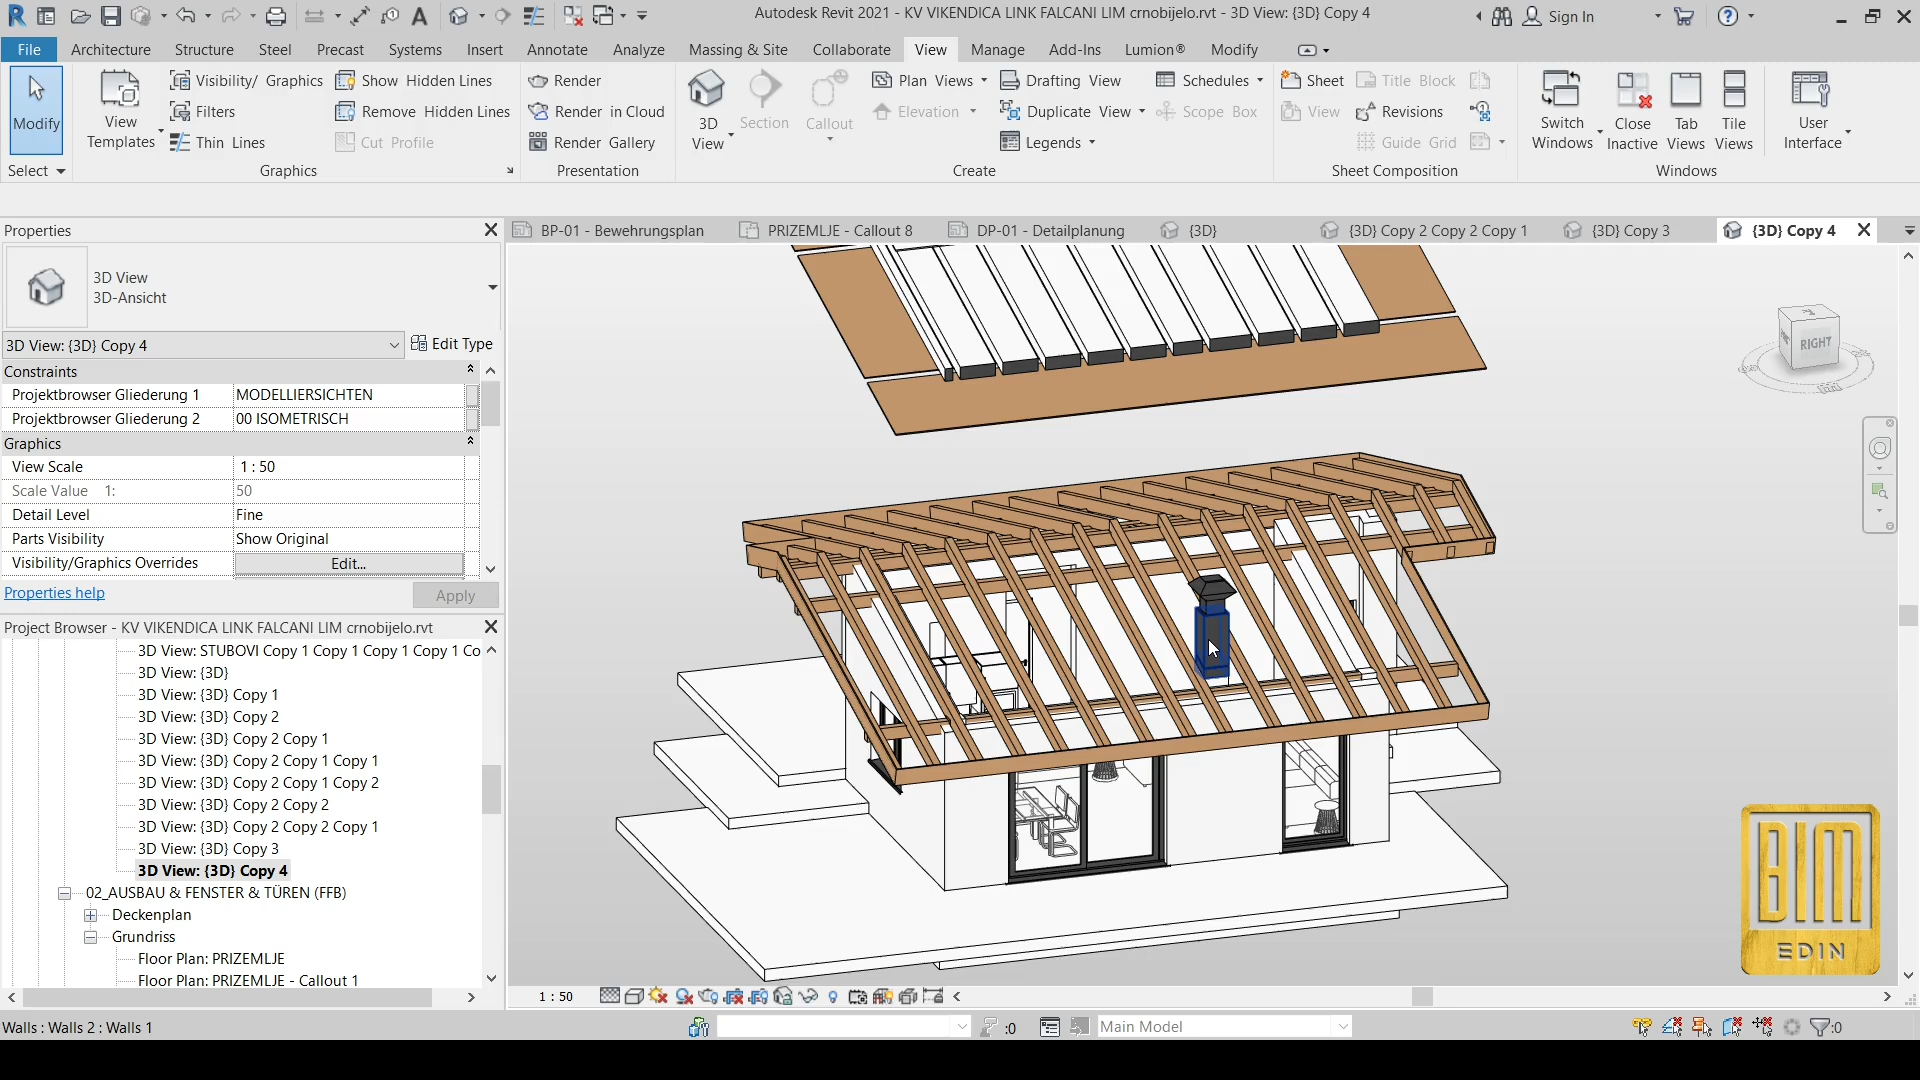 Autodesk Revit 2021 - KV VIKENDICA LINK FALCANI LIM crnobijelo.rvt - 3D View: {3D} Copy 4
Sign In
File Architecture Structure Steel Precast Systems Insert Annotate Analyze Massing & Site Collaborate View Manage Add-Ins Lumion® Modify
Modify
View Templates
Visibility/ Graphics
Filters
Thin Lines
Show Hidden Lines
Remove Hidden Lines
Cut Profile
Render
Render in Cloud
Render Gallery
3D View
Section
Callout
Plan Views
Elevation
Drafting View
Duplicate View
Legends
Schedules
Scope Box
Sheet
View
Title Block
Revisions
Guide Grid
Switch Windows
Close Inactive
Tab Views
Tile Views
User Interface
Select Graphics Presentation Create Sheet Composition Windows
Properties
BP-01 - Bewehrungsplan PRIZEMLJE - Callout 8 DP-01 - Detailplanung {3D} {3D} Copy 2 Copy 2 Copy 1 {3D} Copy 3 {3D} Copy 4
3D View
3D-Ansicht
3D View: {3D} Copy 4 Edit Type
Constraints
Projektbrowser Gliederung 1 MODELLIERSICHTEN
Projektbrowser Gliederung 2 00 ISOMETRISCH
Graphics
View Scale 1 : 50
Scale Value 1: 50
Detail Level Fine
Parts Visibility Show Original
Visibility/Graphics Overrides Edit...
Properties help Apply
Project Browser - KV VIKENDICA LINK FALCANI LIM crnobijelo.rvt
3D View: STUBOVI Copy 1 Copy 1 Copy 1 Copy 1 Co
3D View: {3D}
3D View: {3D} Copy 1
3D View: {3D} Copy 2
3D View: {3D} Copy 2 Copy 1
3D View: {3D} Copy 2 Copy 1 Copy 1
3D View: {3D} Copy 2 Copy 1 Copy 2
3D View: {3D} Copy 2 Copy 2
3D View: {3D} Copy 2 Copy 2 Copy 1
3D View: {3D} Copy 3
3D View: {3D} Copy 4
02_AUSBAU & FENSTER & TÜREN (FFB)
Deckenplan
Grundriss
Floor Plan: PRIZEMLJE
Floor Plan: PRIZEMLJE - Callout 1
RIGHT
BIM
EDIN
1 : 50
Walls : Walls 2 : Walls 1
:0
Main Model
:0